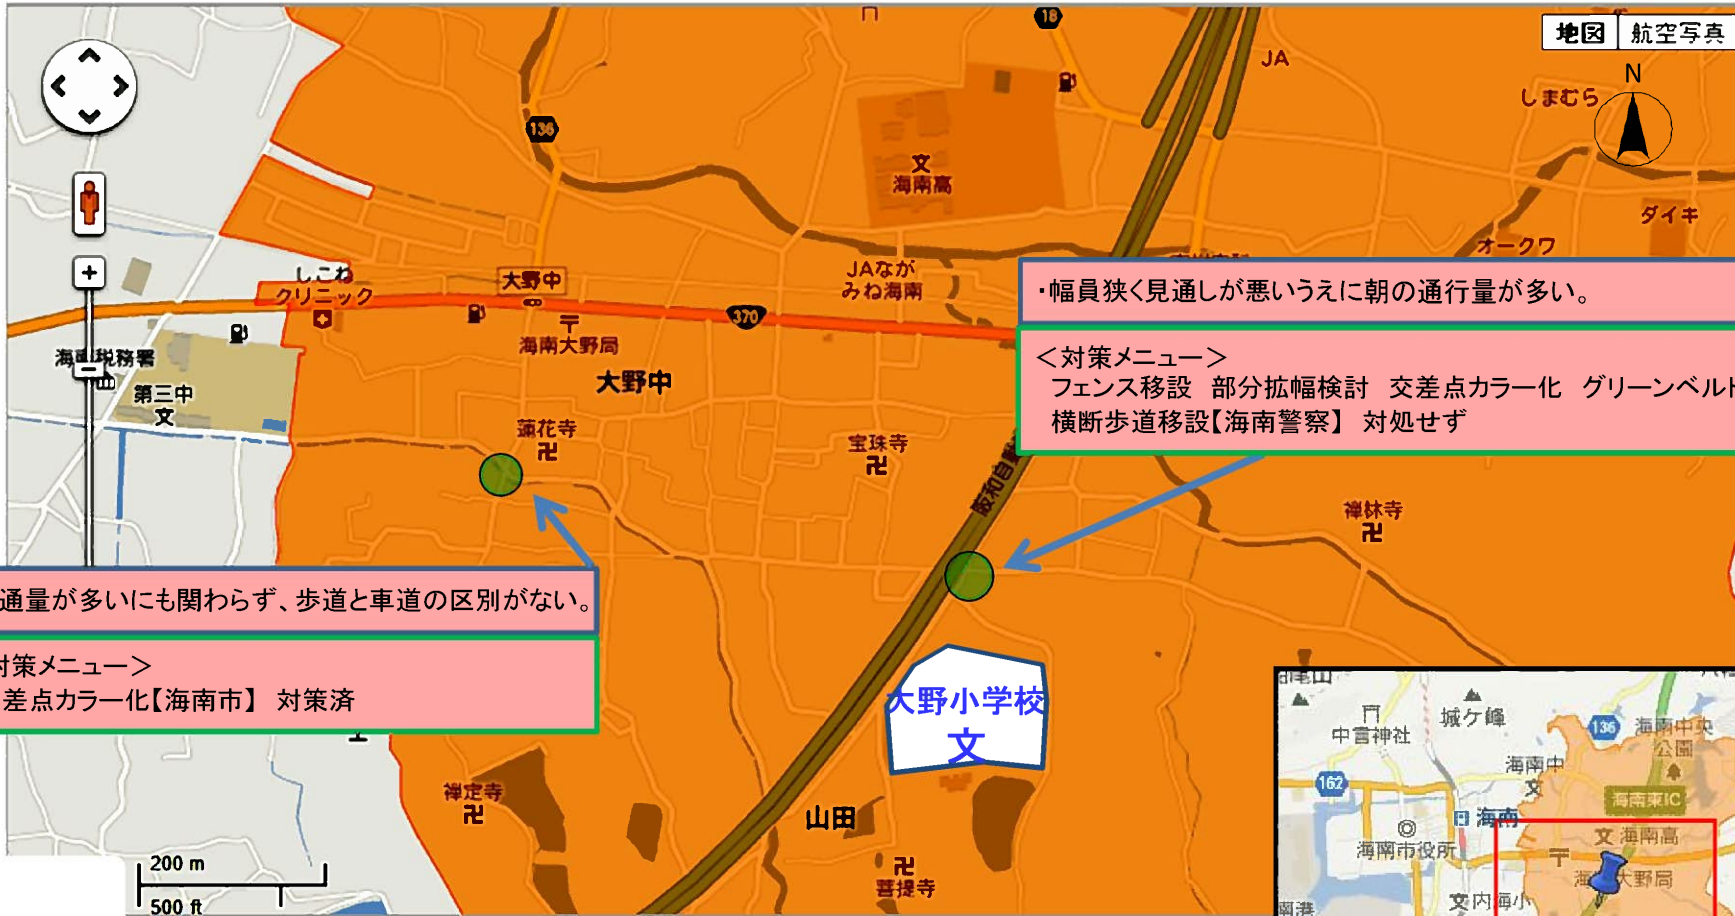 18
地図 航空写真
JA
N
しまむら
136
文
海南高
ダイキ
オークワ
しこね
クリニック
大野中
JAなが
みね海南
370
〒
海南大野局
・幅員狭く見通しが悪いうえに朝の通行量が多い。
<対策メニュー>
フェンス移設 部分拡幅検討 交差点カラー化 グリーンベルト
横断歩道移設【海南警察】 対処せず
海南税務署
大野中
第三中
文
蓮花寺
卍
宝珠寺
卍
阪和自動
禅林寺
卍
通量が多いにも関わらず、歩道と車道の区別がない。
対策メニュー>
差点カラー化【海南市】 対策済
大野小学校
文
禅定寺
卍
山田
卍
菩提寺
200 m
500 ft
城ケ峰
中言神社
136
海南中央
公園
海南中
文
162
海南東IC
海南
文 海南高
海南市役所
〒
大野局
文内海小